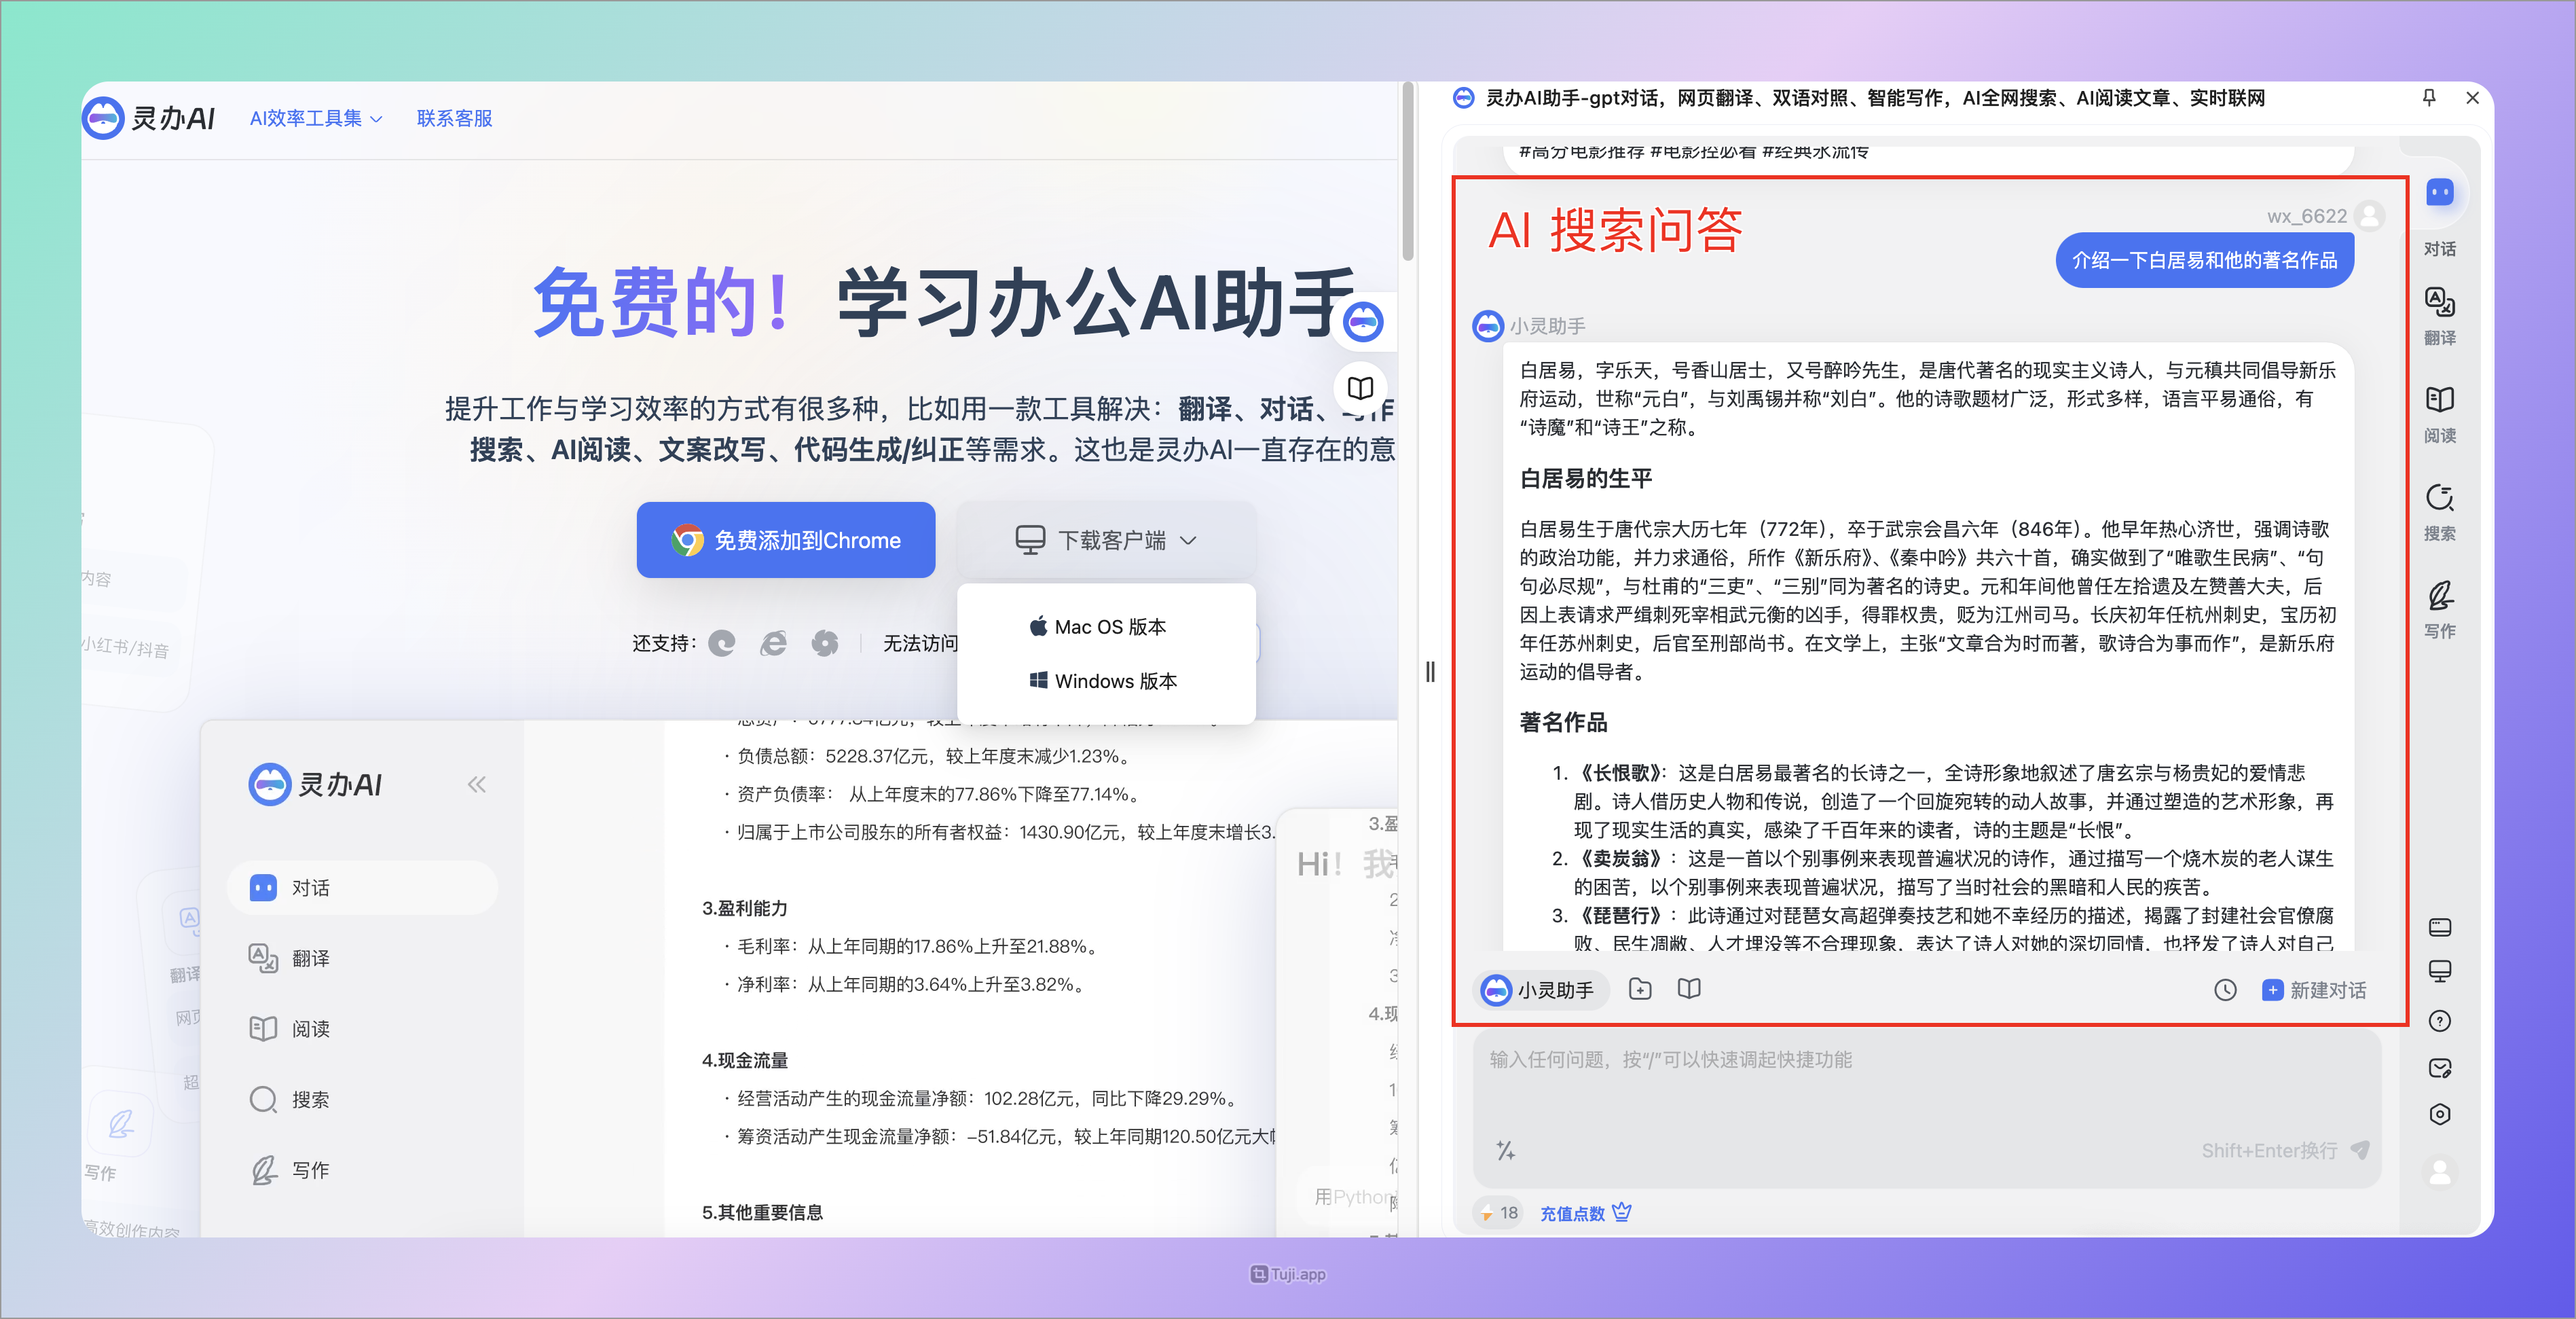 灵办AI
AI效率工具集
联系客服
免费的！学习办公AI助手
提升工作与学习效率的方式有很多种，比如用一款工具解决：翻译、对话、写作
搜索、AI阅读、文案改写、代码生成/纠正等需求。这也是灵办AI一直存在的意
免费添加到Chrome
下载客户端
Mac OS 版本
Windows 版本
还支持：
无法访问
内容
小红书/抖音
翻译
网页
超
写作
高效创作内容
灵办AI
对话
翻译
阅读
搜索
写作
· 负债总额：5228.37亿元，较上年度末减少1.23%。
· 资产负债率： 从上年度末的77.86%下降至77.14%。
· 归属于上市公司股东的所有者权益：1430.90亿元，较上年度末增长3.
3.盈利能力
· 毛利率：从上年同期的17.86%上升至21.88%。
· 净利率：从上年同期的3.64%上升至3.82%。
4.现金流量
· 经营活动产生的现金流量净额：102.28亿元，同比下降29.29%。
· 筹资活动产生现金流量净额：–51.84亿元，较上年同期120.50亿元大
5.其他重要信息
3.盈
Hi！我
4.现
用Python
灵办AI助手-gpt对话，网页翻译、双语对照、智能写作，AI全网搜索、AI阅读文章、实时联网
#高分电影推荐 #电影控必看 #经典永流传
AI 搜索问答
wx_6622
介绍一下白居易和他的著名作品
小灵助手
白居易，字乐天，号香山居士，又号醉吟先生，是唐代著名的现实主义诗人，与元稹共同倡导新乐
府运动，世称“元白”，与刘禹锡并称“刘白”。他的诗歌题材广泛，形式多样，语言平易通俗，有
“诗魔”和“诗王”之称。
白居易的生平
白居易生于唐代宗大历七年（772年），卒于武宗会昌六年（846年）。他早年热心济世，强调诗歌
的政治功能，并力求通俗，所作《新乐府》、《秦中吟》共六十首，确实做到了“唯歌生民病”、“句
句必尽规”，与杜甫的“三吏”、“三别”同为著名的诗史。元和年间他曾任左拾遗及左赞善大夫，后
因上表请求严缉刺死宰相武元衡的凶手，得罪权贵，贬为江州司马。长庆初年任杭州刺史，宝历初
年任苏州刺史，后官至刑部尚书。在文学上，主张“文章合为时而著，歌诗合为事而作”，是新乐府
运动的倡导者。
著名作品
1. 《长恨歌》：这是白居易最著名的长诗之一，全诗形象地叙述了唐玄宗与杨贵妃的爱情悲
剧。诗人借历史人物和传说，创造了一个回旋宛转的动人故事，并通过塑造的艺术形象，再
现了现实生活的真实，感染了千百年来的读者，诗的主题是“长恨”。
2. 《卖炭翁》：这是一首以个别事例来表现普遍状况的诗作，通过描写一个烧木炭的老人谋生
的困苦，以个别事例来表现普遍状况，描写了当时社会的黑暗和人民的疾苦。
3. 《琵琶行》：此诗通过对琵琶女高超弹奏技艺和她不幸经历的描述，揭露了封建社会官僚腐
败、民生凋敝、人才埋没等不合理现象，表达了诗人对她的深切同情，也抒发了诗人对自己
小灵助手
新建对话
输入任何问题，按“/”可以快速调起快捷功能
Shift+Enter换行
18
充值点数
对话
翻译
阅读
搜索
写作
Tuji.app